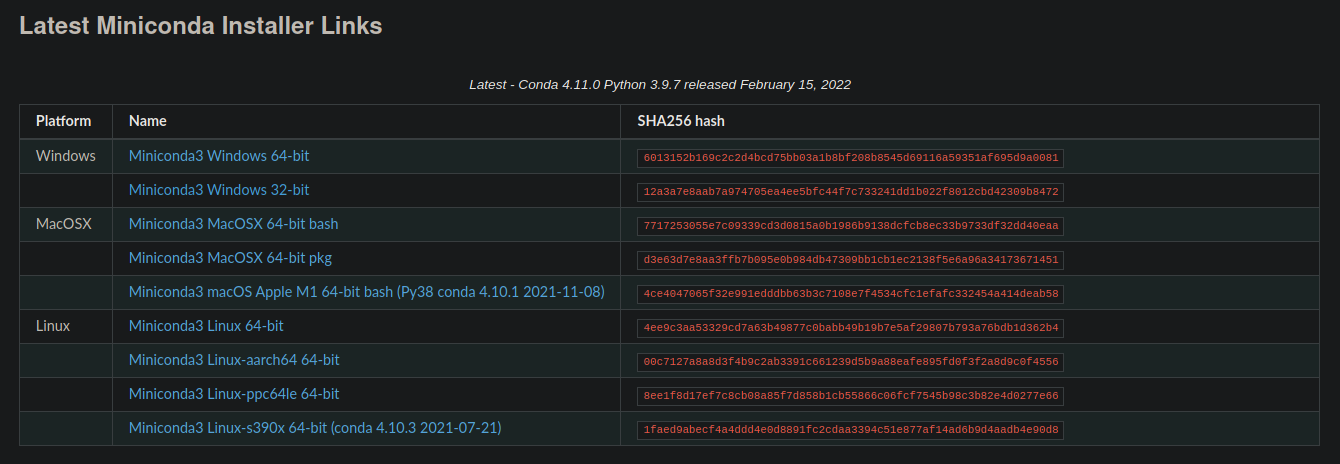 Latest Miniconda Installer Links
Latest - Conda 4.11.0 Python 3.9.7 released February 15, 2022
Platform Name SHA256 hash
Windows Miniconda3 Windows 64-bit 6013152b169c2c2d4bcd75bb03a1b8bf208b8545d69116a59351af695d9a0081
Miniconda3 Windows 32-bit 12a3a7e8aab7a974705ea4ee5bfc44f7c733241dd1b022f8012cbd42309b8472
MacOSX Miniconda3 MacOSX 64-bit bash 7717253055e7c09339cd3d0815a0b1986b9138dcfcb8ec33b9733df32dd40eaa
Miniconda3 MacOSX 64-bit pkg d3e63d7e8aa3ffb7b095e0b984db47309bb1cb1ec2138f5e6a96a34173671451
Miniconda3 macOS Apple M1 64-bit bash (Py38 conda 4.10.1 2021-11-08) 4ce4047065f32e991edddbb63b3c7108e7f4534cfc1efafc332454a414deab58
Linux Miniconda3 Linux 64-bit 4ee9c3aa53329cd7a63b49877c0babb49b19b7e5af29807b793a76bdb1d362b4
Miniconda3 Linux-aarch64 64-bit 00c7127a8a8d3f4b9c2ab3391c661239d5b9a88eafe895fd0f3f2a8d9c0f4556
Miniconda3 Linux-ppc64le 64-bit 8ee1f8d17ef7c8cb08a85f7d858b1cb55866c06fcf7545b98c3b82e4d0277e66
Miniconda3 Linux-s390x 64-bit (conda 4.10.3 2021-07-21) 1faed9abecf4a4ddd4e0d8891fc2cdaa3394c51e877af14ad6b9d4aadb4e90d8